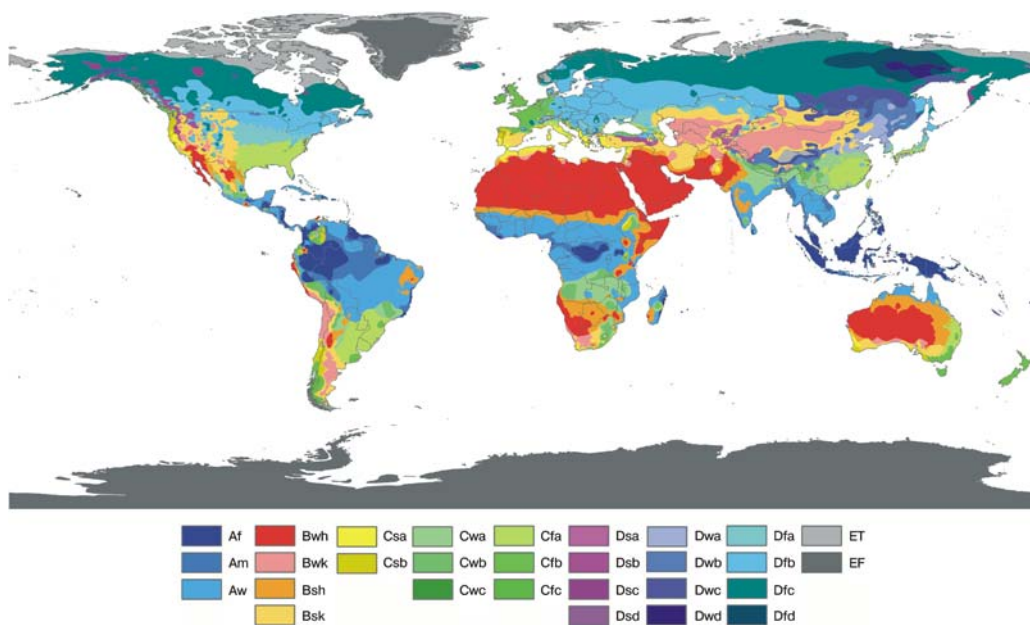 Af Bwh Csa Cwa Cfa Dsa Dwa Dfa ET
Am Bwk Csb Cwb Cfb Dsb Dwb Dfb EF
Aw Bsh Cwc Cfc Dsc Dwc Dfc
Bsk Dsd Dwd Dfd